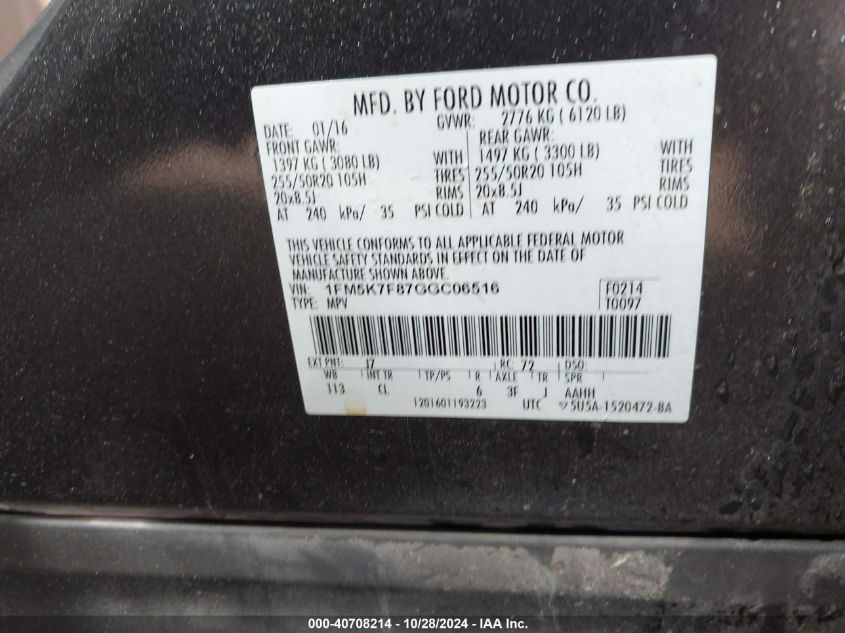 MFD. BY FORD MOTOR CO.
DATE: 01/16 GVWR: 2776 KG ( 6120 LB)
FRONT GAWR: REAR GAWR:
1397 KG ( 3080 LB) WITH 1497 KG ( 3300 LB) WITH
255/50R20 105H TIRES 255/50R20 105H TIRES
20x8.5J RIMS 20x8.5J RIMS
AT 240 kPa/ 35 PSI COLD AT 240 kPa/ 35 PSI COLD
THIS VEHICLE CONFORMS TO ALL APPLICABLE FEDERAL MOTOR
VEHICLE SAFETY STANDARDS IN EFFECT ON THE DATE OF
MANUFACTURE SHOWN ABOVE.
VIN: 1FM5K7F87GGC06516 F0214
TYPE: MPV T0097
EXT PNT: J7 RC: 72 DSO:
WB INT TR TP/PS R AXLE TR SPR
113 CL 6 3F J AAHH
1201601193223 UTC 5U5A-1520472-BA
000-40708214 - 10/28/2024 - IAA Inc.